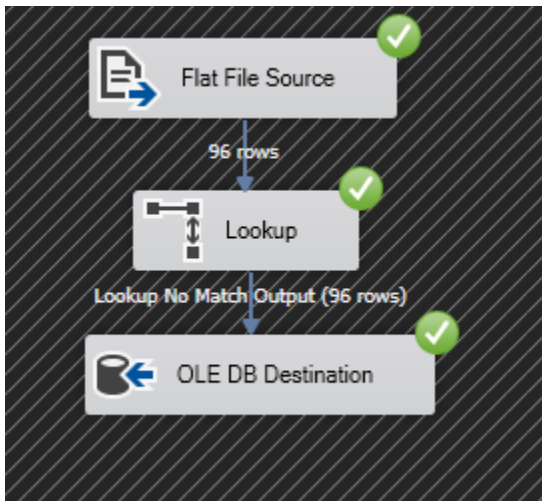 Flat File Source
96 rows
Lookup
Lookup No Match Output (96 rows)
OLE DB Destination